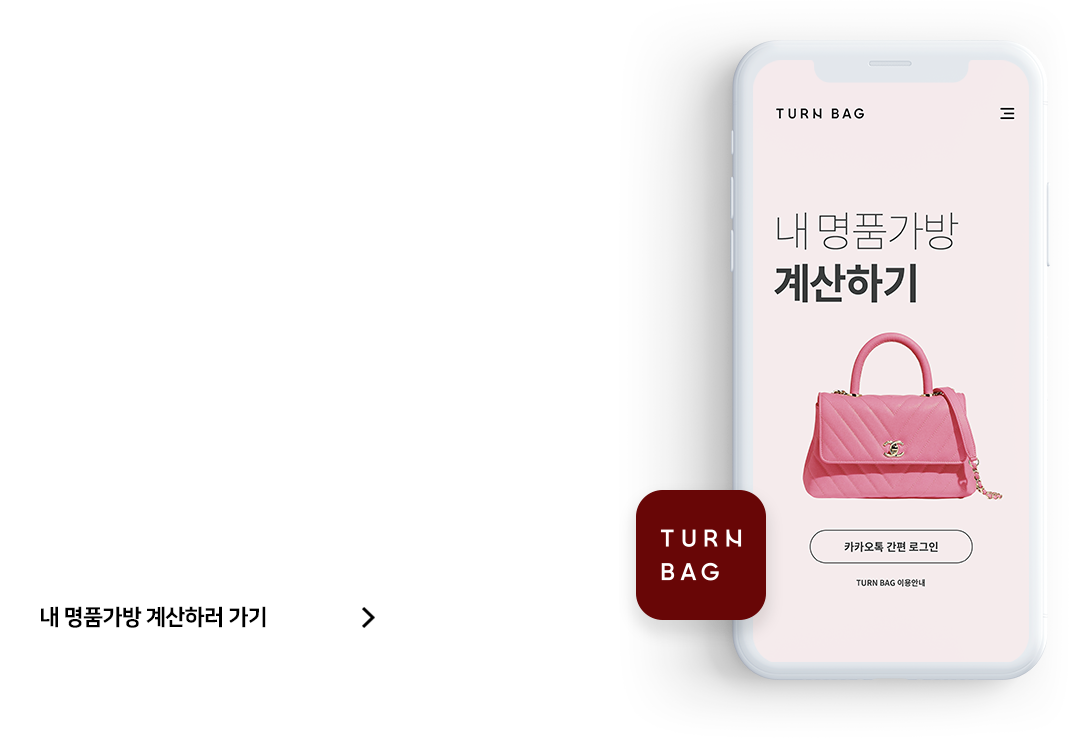 TURN BAG
내 명품가방
계산하기
카카오톡 간편 로그인
TURN BAG 이용안내
TURN
BAG
내 명품가방 계산하러 가기